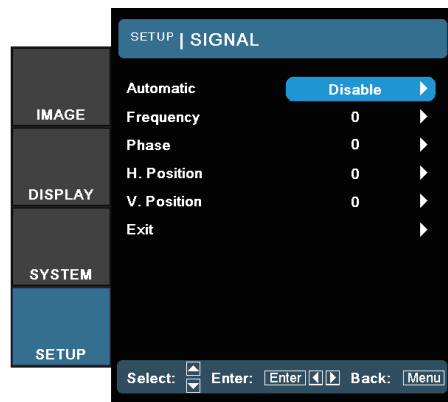 SETUP | SIGNAL
IMAGE
DISPLAY
SYSTEM
SETUP
Automatic Disable
Frequency 0
Phase 0
H. Position 0
V. Position 0
Exit
Select: Enter: Enter Back: Menu